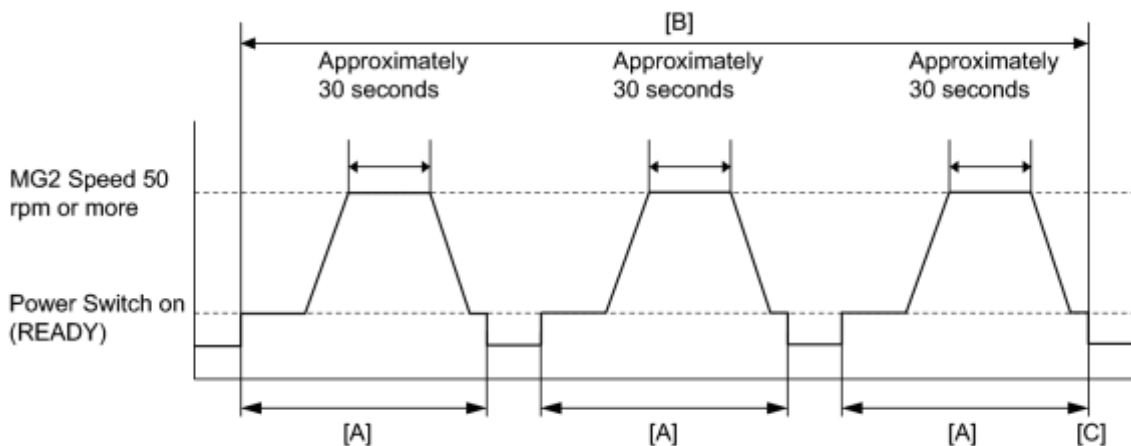 [B]
Approximately
30 seconds
Approximately
30 seconds
Approximately
30 seconds
MG2 Speed 50
rpm or more
Power Switch on
(READY)
[A]
[A]
[A]
[C]